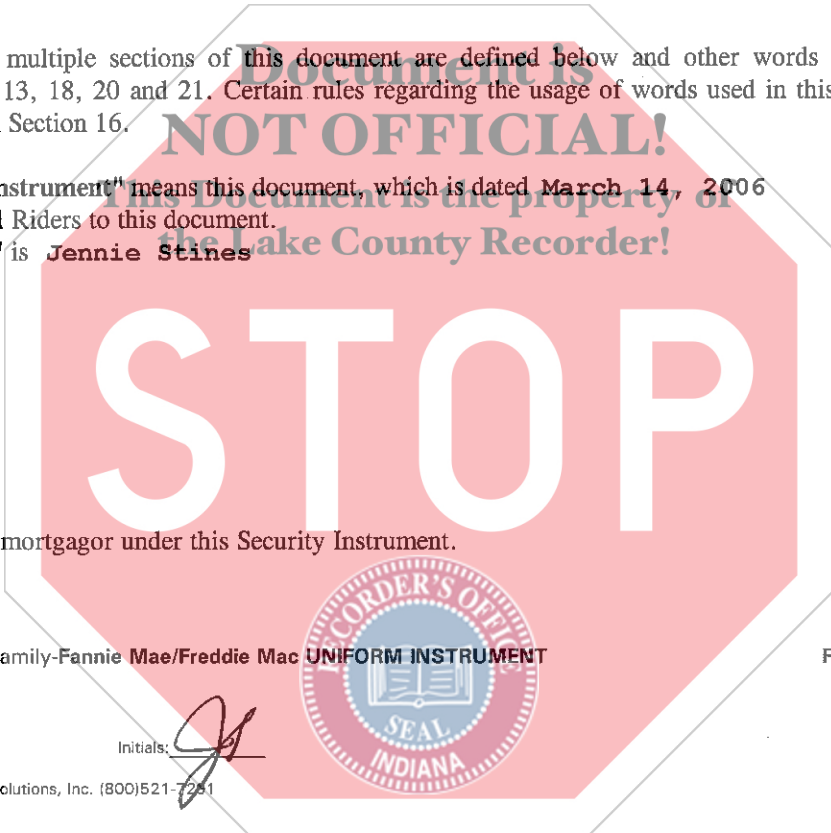 multiple sections of this document are defined below and other words
Document is
13, 18, 20 and 21. Certain rules regarding the usage of words used in this
Section 16.
NOT OFFICIAL!
nstrument" means this document, which is dated March 14, 2006
This Document is the property of
Riders to this document.
" is Jennie Stines
the Lake County Recorder!
STOP
mortgagor under this Security Instrument.
RECORDER'S OFFICE
amily-Fannie Mae/Freddie Mac UNIFORM INSTRUMENT
SEAL
Initials: JS
INDIANA
olutions, Inc. (800)521-7291